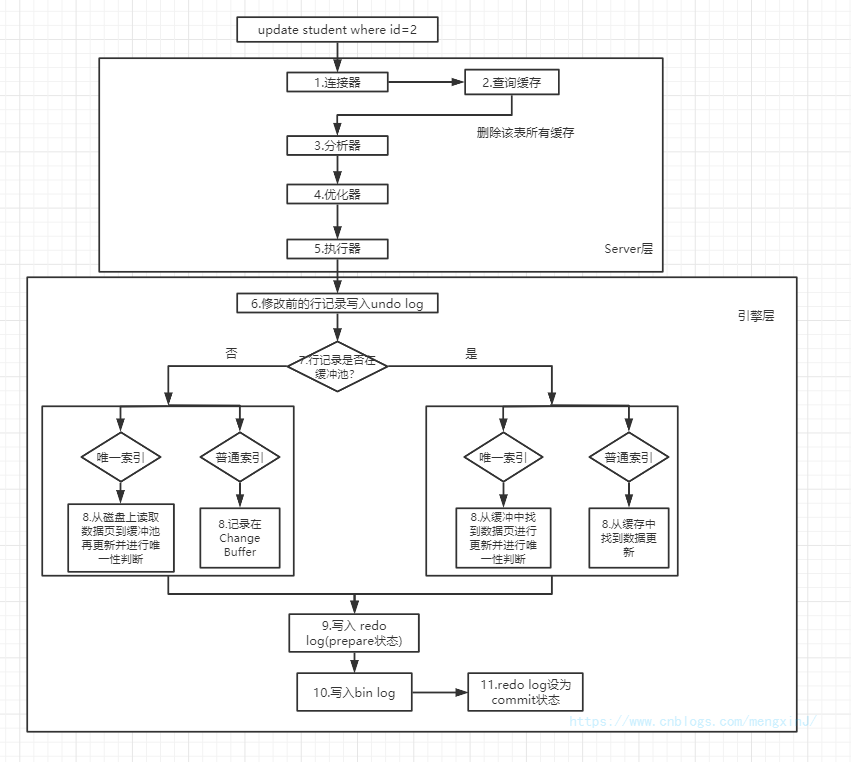 update student where id=2
1.连接器
2.查询缓存
删除该表所有缓存
3.分析器
4.优化器
5.执行器
Server层
6.修改前的行记录写入undo log
引擎层
7.行记录是否在
缓冲池？
否
是
唯一索引
普通索引
唯一索引
普通索引
8.从磁盘上读取
数据页到缓冲池
再更新并进行唯
一性判断
8.记录在
Change
Buffer
8.从缓冲中找
到数据页进行
更新并进行唯
一性判断
8.从缓存中
找到数据更
新
9.写入 redo
log(prepare状态)
10.写入bin log
11.redo log设为
commit状态
https://www.cnblogs.com/mengxinJ/